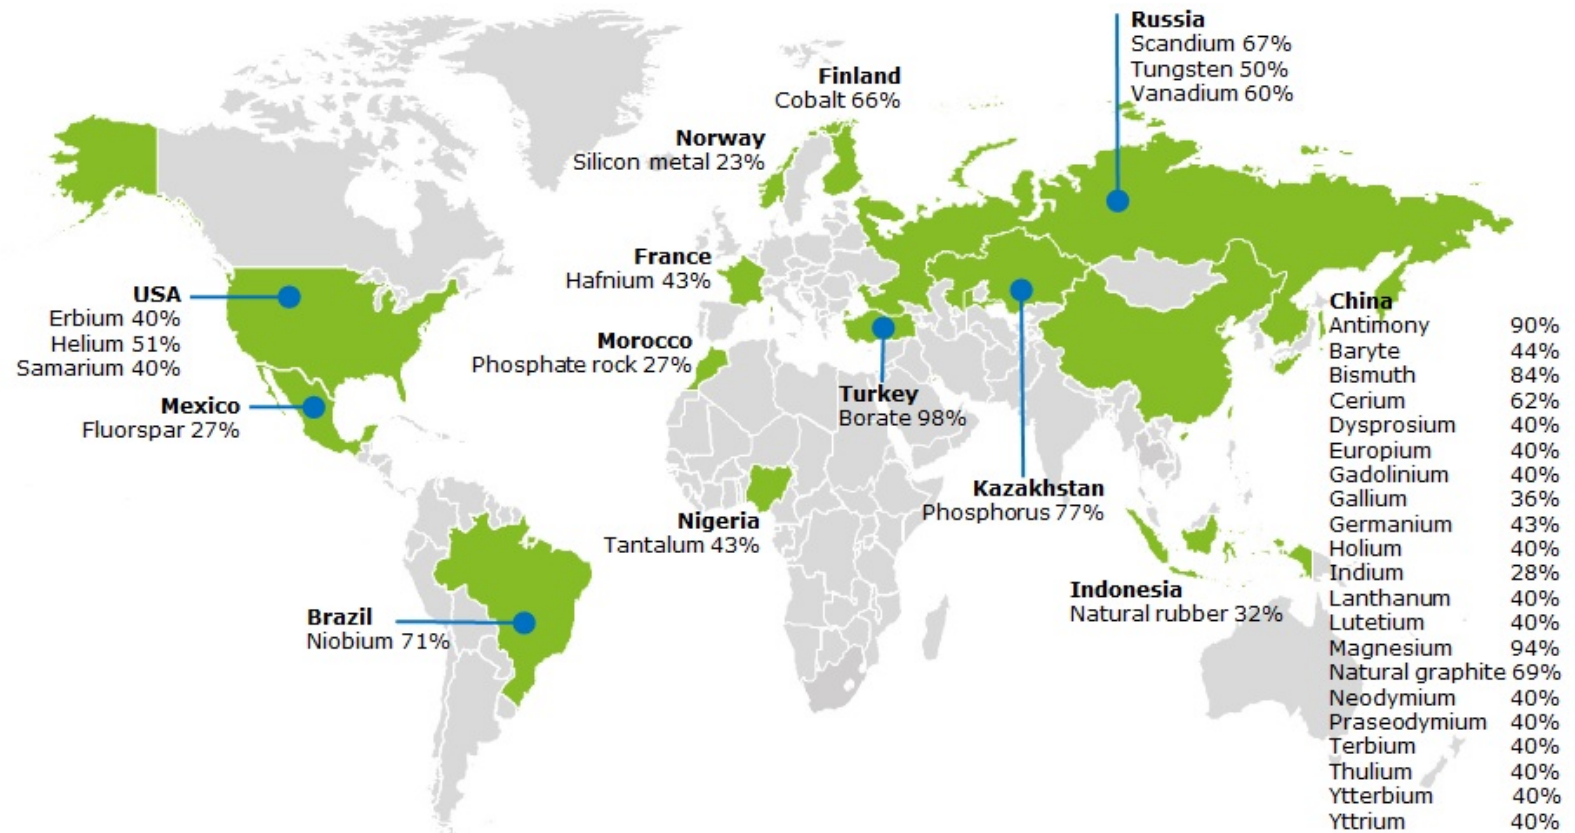 Russia
Scandium 67%
Tungsten 50%
Vanadium 60%
Finland
Cobalt 66%
Norway
Silicon metal 23%
France
Hafnium 43%
USA
Erbium 40%
Helium 51%
Samarium 40%
Morocco
Phosphate rock 27%
Mexico
Fluorspar 27%
Turkey
Borate 98%
Kazakhstan
Phosphorus 77%
Nigeria
Tantalum 43%
Indonesia
Natural rubber 32%
Brazil
Niobium 71%
China
Antimony 90%
Baryte 44%
Bismuth 84%
Cerium 62%
Dysprosium 40%
Europium 40%
Gadolinium 40%
Gallium 36%
Germanium 43%
Holium 40%
Indium 28%
Lanthanum 40%
Lutetium 40%
Magnesium 94%
Natural graphite 69%
Neodymium 40%
Praseodymium 40%
Terbium 40%
Thulium 40%
Ytterbium 40%
Yttrium 40%